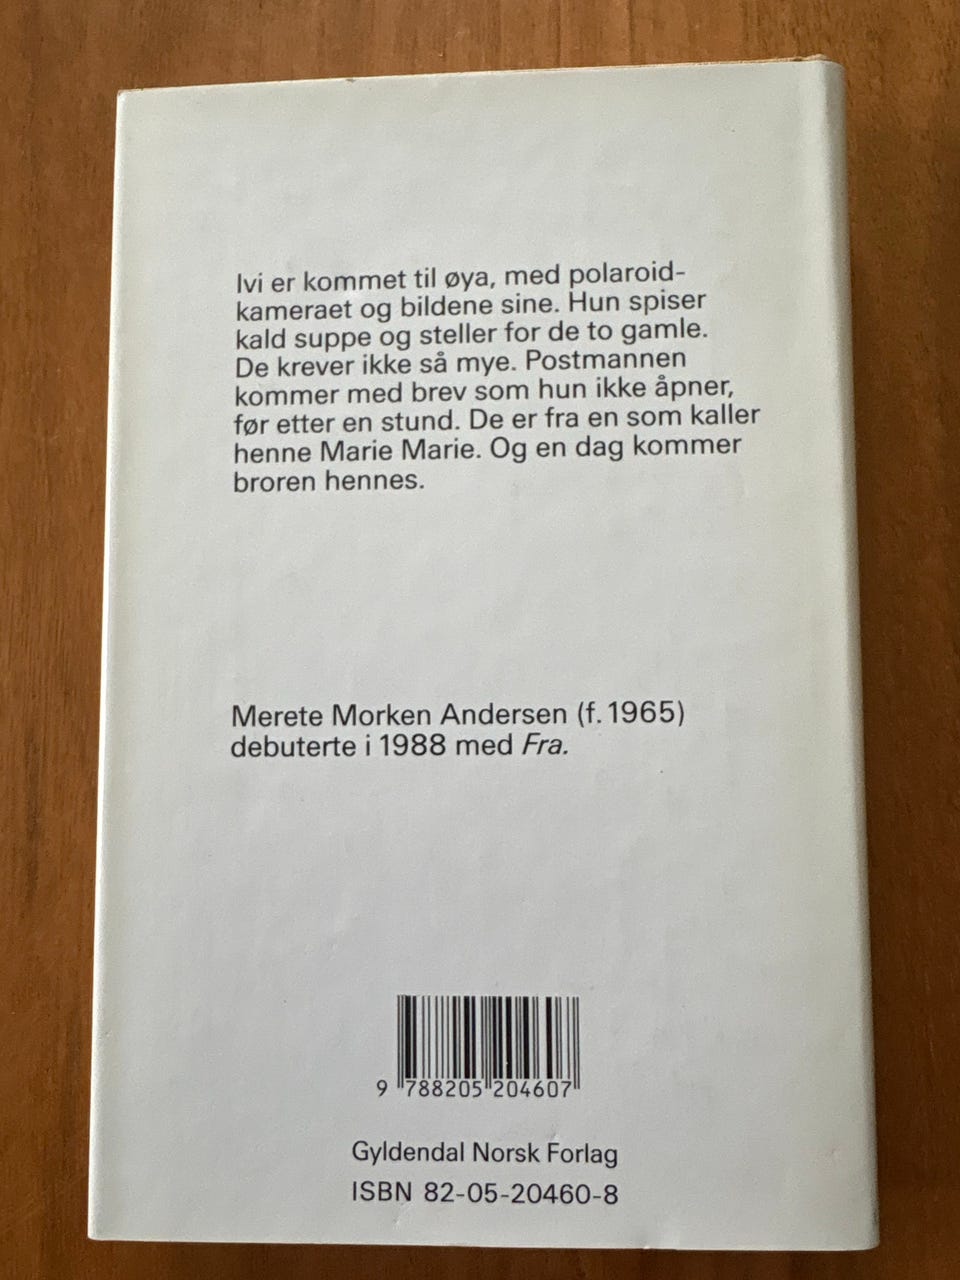 Ivi er kommet til øya, med polaroid-
kameraet og bildene sine. Hun spiser
kald suppe og steller for de to gamle.
De krever ikke så mye. Postmannen
kommer med brev som hun ikke åpner,
før etter en stund. De er fra en som kaller
henne Marie Marie. Og en dag kommer
broren hennes.
Merete Morken Andersen (f. 1965)
debuterte i 1988 med Fra.
9 788205 204607
Gyldendal Norsk Forlag
ISBN 82-05-20460-8